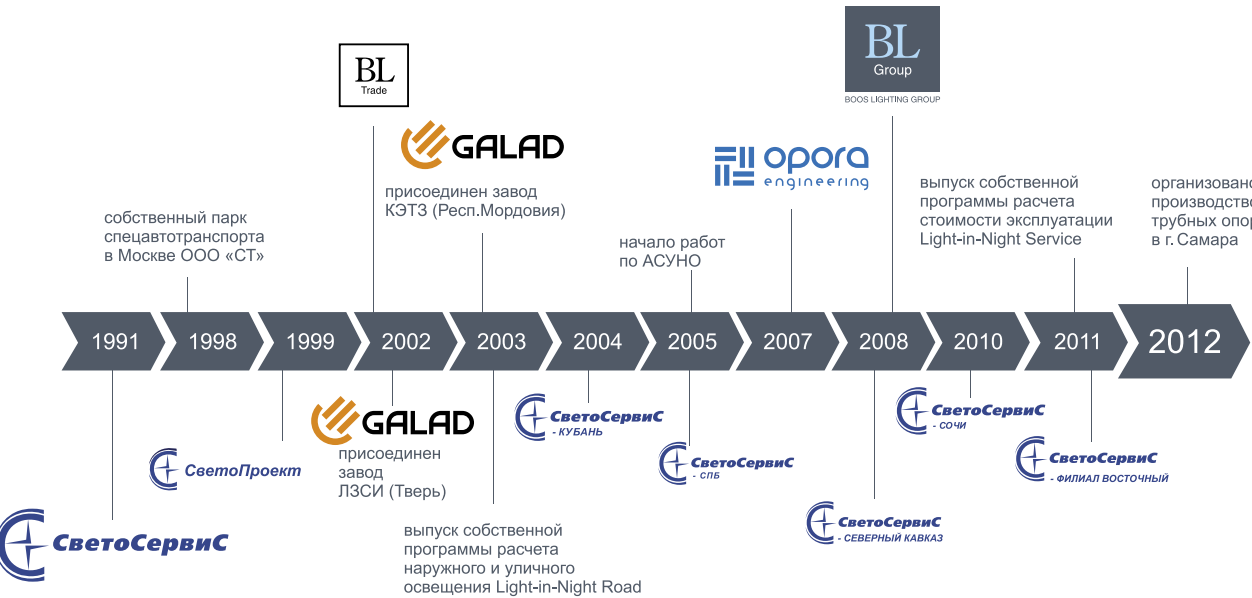 BL
Trade
BL
Group
BOOS LIGHTING GROUP
GALAD
присоединен завод
КЭТЗ (Респ.Мордовия)
opora
engineering
собственный парк
спецавтотранспорта
в Москве ООО «СТ»
начало работ
по АСУНО
выпуск собственной
программы расчета
стоимости эксплуатации
Light-in-Night Service
организовано
трубных опор
в г. Самара
1991
1998
1999
2002
2003
2004
2005
2007
2008
2010
2011
2012
СветоСервиС
СветоПроект
GALAD
присоединен
завод
ЛЗСИ (Тверь)
выпуск собственной
программы расчета
наружного и уличного
освещения Light-in-Night Road
СветоСервиС
- КУБАНЬ
СветоСервиС
- СПБ
СветоСервиС
- СЕВЕРНЫЙ КАВКАЗ
СветоСервиС
- СОЧИ
СветоСервиС
- ФИЛИАЛ ВОСТОЧНЫЙ